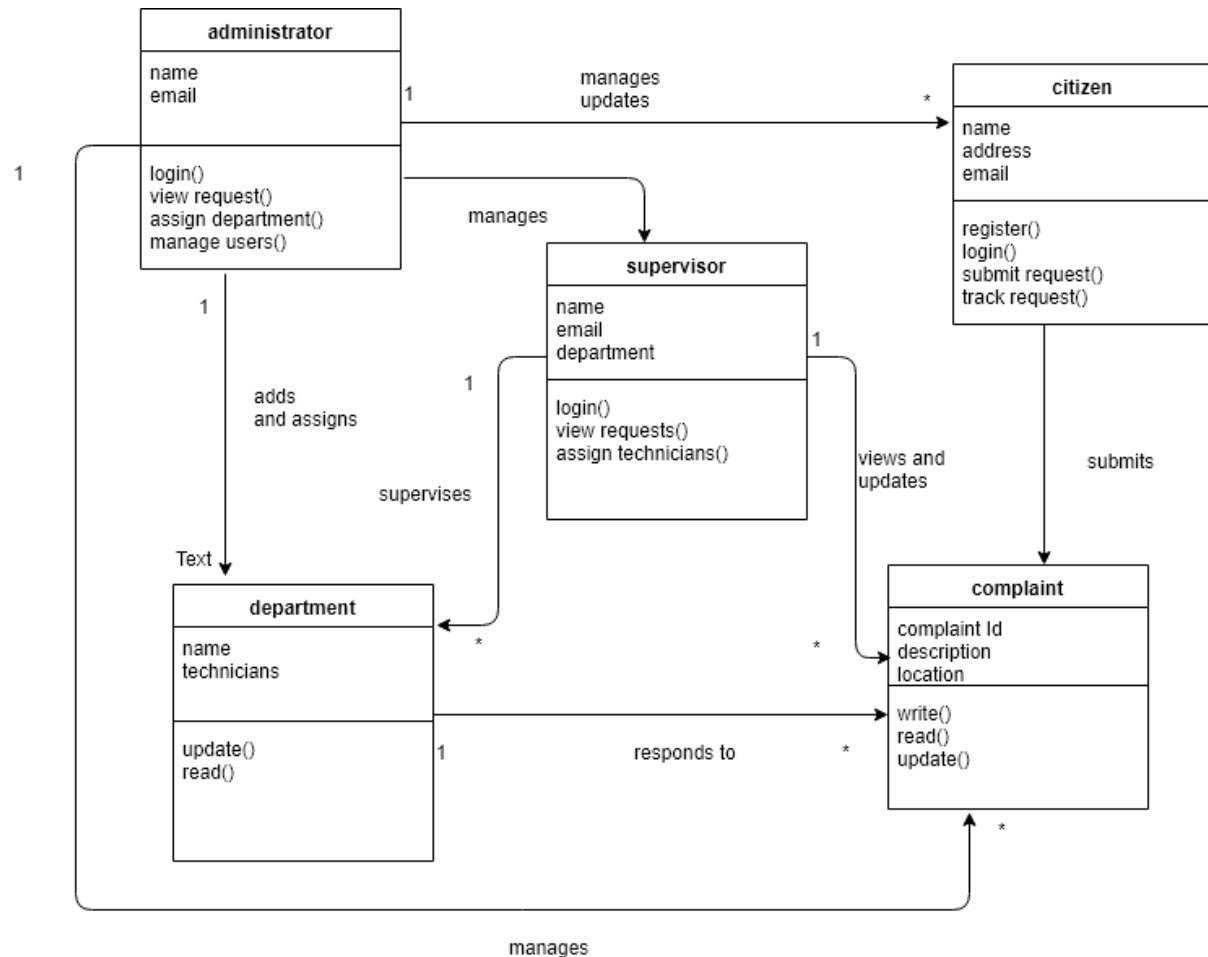 administrator
name
email
login()
view request()
assign department()
manage users()
1
manages
updates
*
citizen
name
address
email
register()
login()
submit request()
track request()
1
manages
supervisor
name
email
department
login()
view requests()
assign technicians()
1
adds
and assigns
Text
1
supervises
*
1
views and
updates
*
submits
department
name
technicians
update()
read()
complaint
complaint Id
description
location
write()
read()
update()
1
responds to
*
*
manages